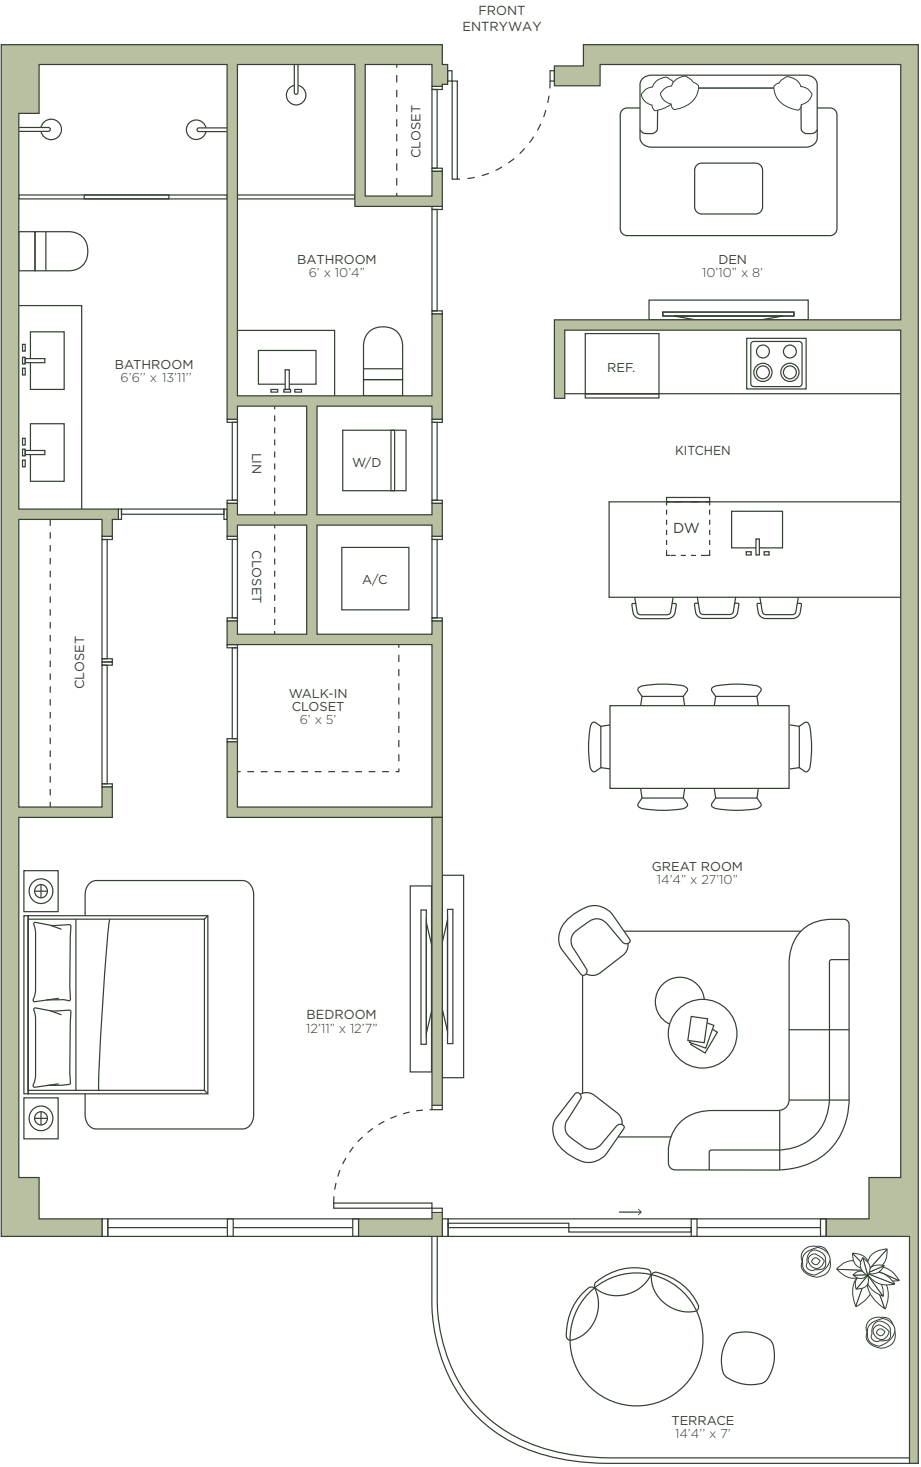 FRONT
ENTRYWAY
CLOSET
BATHROOM
6' x 10'4"
DEN
10'10" x 8'
BATHROOM
6'6" x 13'11"
REF.
KITCHEN
LIN
W/D
DW
CLOSET
A/C
CLOSET
WALK-IN
CLOSET
6' x 5'
GREAT ROOM
14'4" x 27'10"
BEDROOM
12'11" x 12'7"
TERRACE
14'4" x 7'